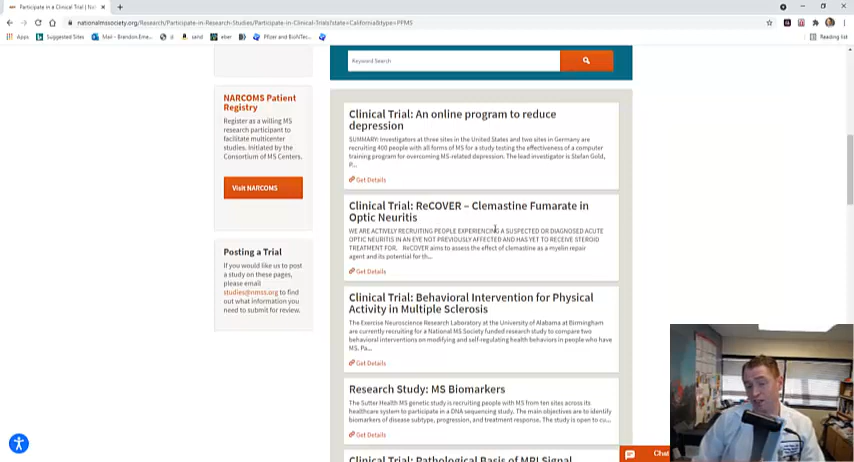 Participate in a Clinical Trial | Na
nationalmssociety.org/Research/Participate-in-Research-Studies/Participate-in-Clinical-Trials?state=California&type=PPMS
Apps
Suggested Sites
Mail - Brandon Eme...
d
sand
eber
Pfizer and BioNTec...
Reading list
Keyword Search
NARCOMS Patient
Registry
Register as a willing MS
research participant to
facilitate multicenter
studies. Initiated by the
Consortium of MS Centers.
Visit NARCOMS
Posting a Trial
If you would like us to post
a study on these pages,
please email
studies@nmss.org to find
out what information you
need to submit for review.
Clinical Trial: An online program to reduce
depression
SUMMARY: Investigators at three sites in the United States and two sites in Germany are
recruiting 400 people with all forms of MS for a study testing the effectiveness of a computer
training program for overcoming MS-related depression. The lead investigator is Stefan Gold,
P...
Get Details
Clinical Trial: ReCOVER – Clemastine Fumarate in
Optic Neuritis
WE ARE ACTIVELY RECRUITING PEOPLE EXPERIENCING A SUSPECTED OR DIAGNOSED ACUTE
OPTIC NEURITIS IN AN EYE NOT PREVIOUSLY AFFECTED AND HAS YET TO RECEIVE STEROID
TREATMENT FOR. ReCOVER aims to assess the effect of clemastine as a myelin repair
agent and its potential for th...
Get Details
Clinical Trial: Behavioral Intervention for Physical
Activity in Multiple Sclerosis
The Exercise Neuroscience Research Laboratory at the University of Alabama at Birmingham
are currently recruiting for a National MS Society funded research study to compare two
behavioral interventions on modifying and self-regulating health behaviors in people who have
MS. Pa...
Get Details
Research Study: MS Biomarkers
The Sutter Health MS genetic study is recruiting people with MS from ten sites across its
healthcare system to participate in a DNA sequencing study. The main objectives are to identify
biomarkers of disease subtype, progression, and treatment response. The study is open to cu...
Get Details
Clinical Trial: Pathological Basis of MRI Signal
Chat